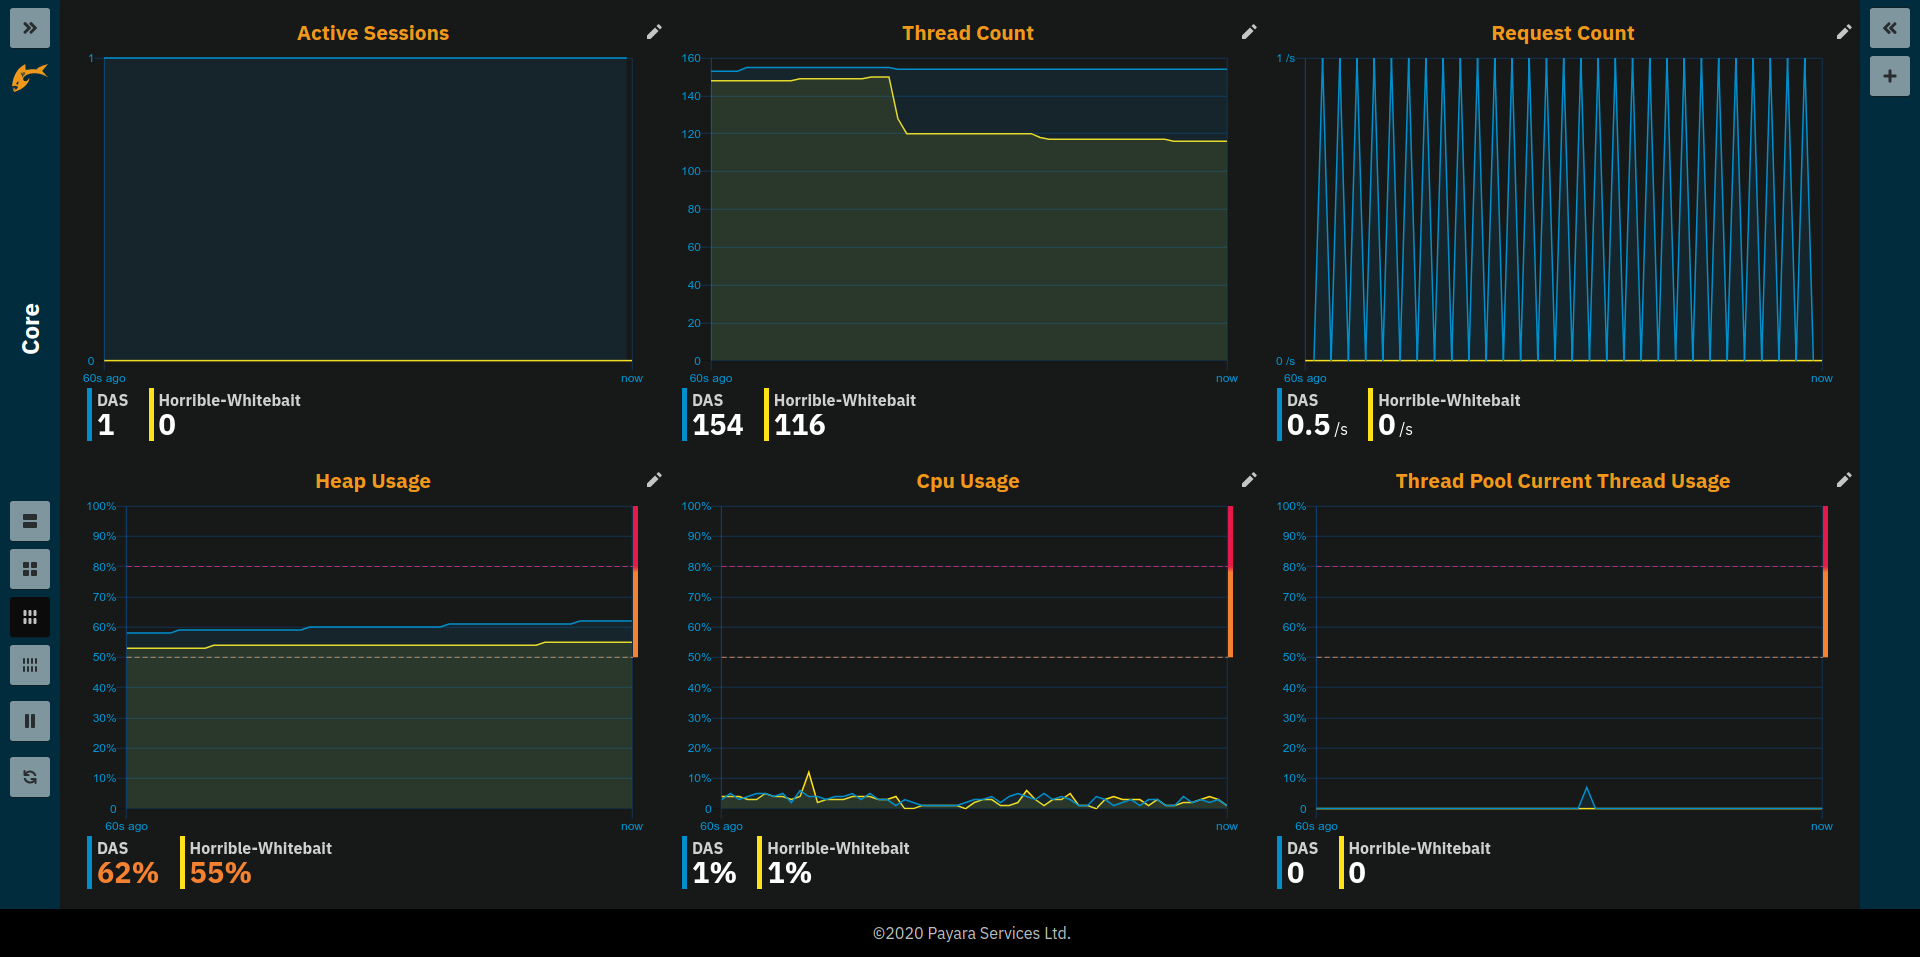 Core
Active Sessions
1
0
60s ago now
DAS Horrible-Whitebait
1 0
Thread Count
160
140
120
100
80
60
40
20
0
60s ago now
DAS Horrible-Whitebait
154 116
Request Count
1 /s
0 /s
60s ago now
DAS Horrible-Whitebait
0.5 /s 0 /s
Heap Usage
100%
90%
80%
70%
60%
50%
40%
30%
20%
10%
0
60s ago now
DAS Horrible-Whitebait
62% 55%
Cpu Usage
100%
90%
80%
70%
60%
50%
40%
30%
20%
10%
0
60s ago now
DAS Horrible-Whitebait
1% 1%
Thread Pool Current Thread Usage
100%
90%
80%
70%
60%
50%
40%
30%
20%
10%
0
60s ago now
DAS Horrible-Whitebait
0 0
©2020 Payara Services Ltd.